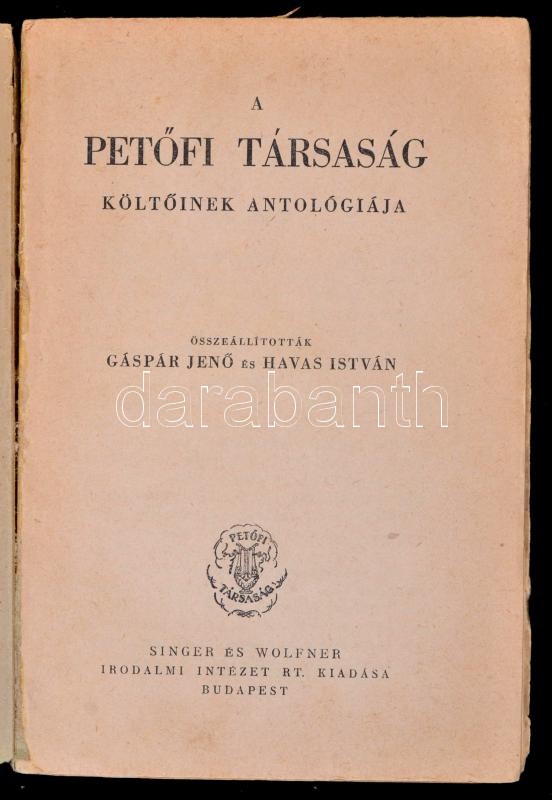 A
PETŐFI TÁRSASÁG
KÖLTŐINEK ANTOLÓGIÁJA
ÖSSZEÁLLÍTOTTÁK
GÁSPÁR JENŐ ÉS HAVAS ISTVÁN
darabanth
PETŐFI
TÁRSASÁG
SINGER ÉS WOLFNER
IRODALMI INTÉZET RT. KIADÁSA
BUDAPEST